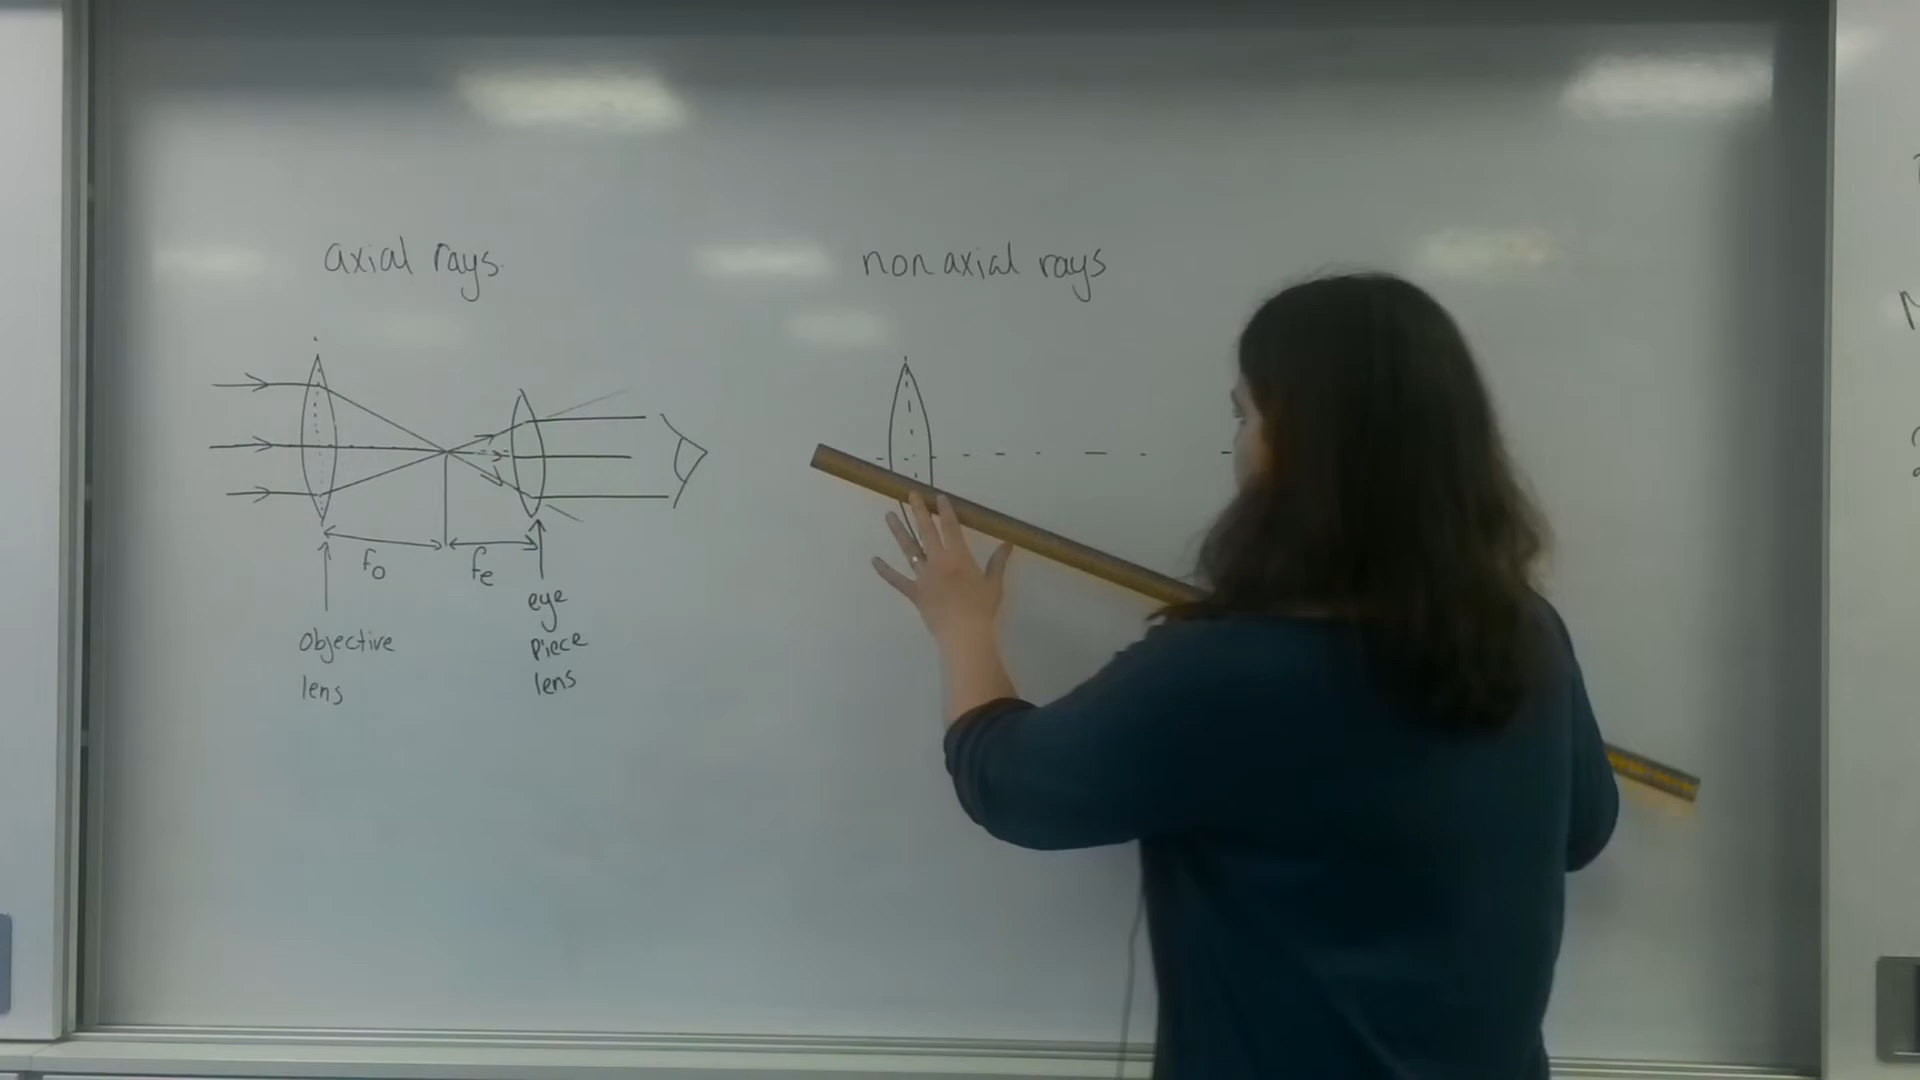 axial rays
non axial rays
fo
fe
objective
lens
eye
piece
lens